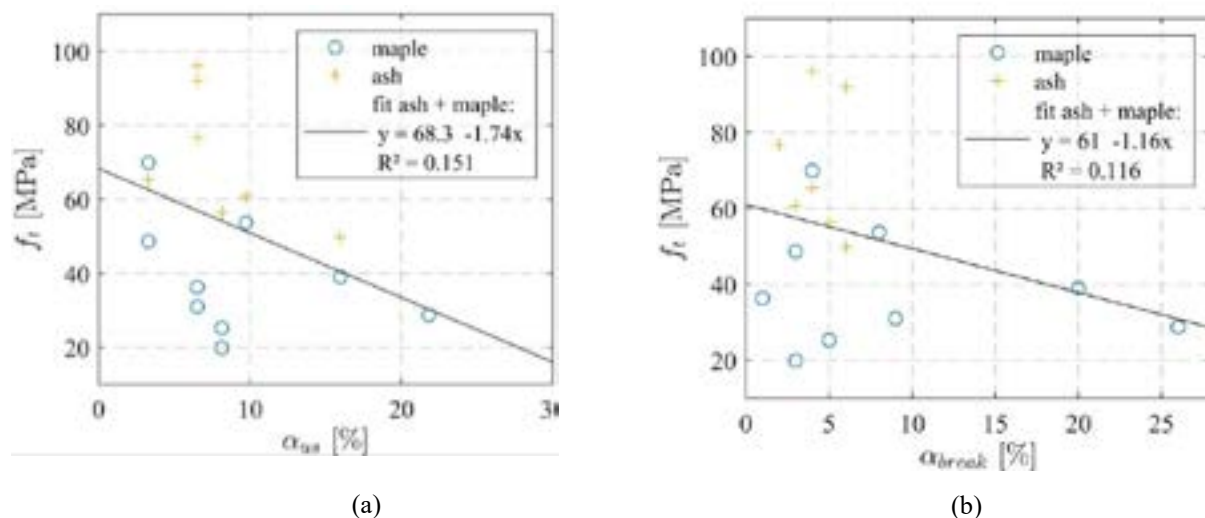 100
80
60
40
20
0
10
20
30
f_t [MPa]
α [%]
maple
ash
fit ash + maple:
y = 68.3 -1.74x
R² = 0.151
(a)
100
80
60
40
20
0
5
10
15
20
25
f_t [MPa]
α_break [%]
maple
ash
fit ash + maple:
y = 61 -1.16x
R² = 0.116
(b)